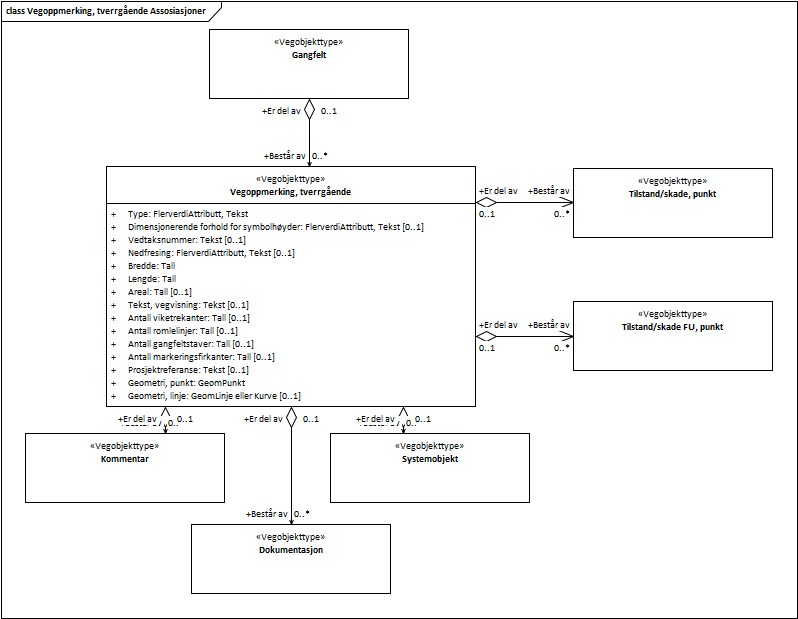 class Vegoppmerking, tverrgående Assosiasjoner
«Vegobjekttype»
Gangfelt
+Er del av 0..1
+Består av 0..*
«Vegobjekttype»
Vegoppmerking, tverrgående
+ Type: FlerverdiAttributt, Tekst
+ Dimensjonerende forhold for symbolhøyder: FlerverdiAttributt, Tekst [0..1]
+ Vedtaksnummer: Tekst [0..1]
+ Nedfresing: FlerverdiAttributt, Tekst [0..1]
+ Bredde: Tall
+ Lengde: Tall
+ Areal: Tall [0..1]
+ Tekst, vegvisning: Tekst [0..1]
+ Antall viketrekanter: Tall [0..1]
+ Antall romlelinjer: Tall [0..1]
+ Antall gangfeltstaver: Tall [0..1]
+ Antall markeringsfirkanter: Tall [0..1]
+ Prosjektreferanse: Tekst [0..1]
+ Geometri, punkt: GeomPunkt
+ Geometri, linje: GeomLinje eller Kurve [0..1]
+Er del av +Består av
0..1 0..*
«Vegobjekttype»
Tilstand/skade, punkt
+Er del av +Består av
0..1 0..*
«Vegobjekttype»
Tilstand/skade FU, punkt
+Er del av 0..1
«Vegobjekttype»
Kommentar
+Er del av 0..1
+Består av 0..*
«Vegobjekttype»
Dokumentasjon
+Er del av 0..1
«Vegobjekttype»
Systemobjekt